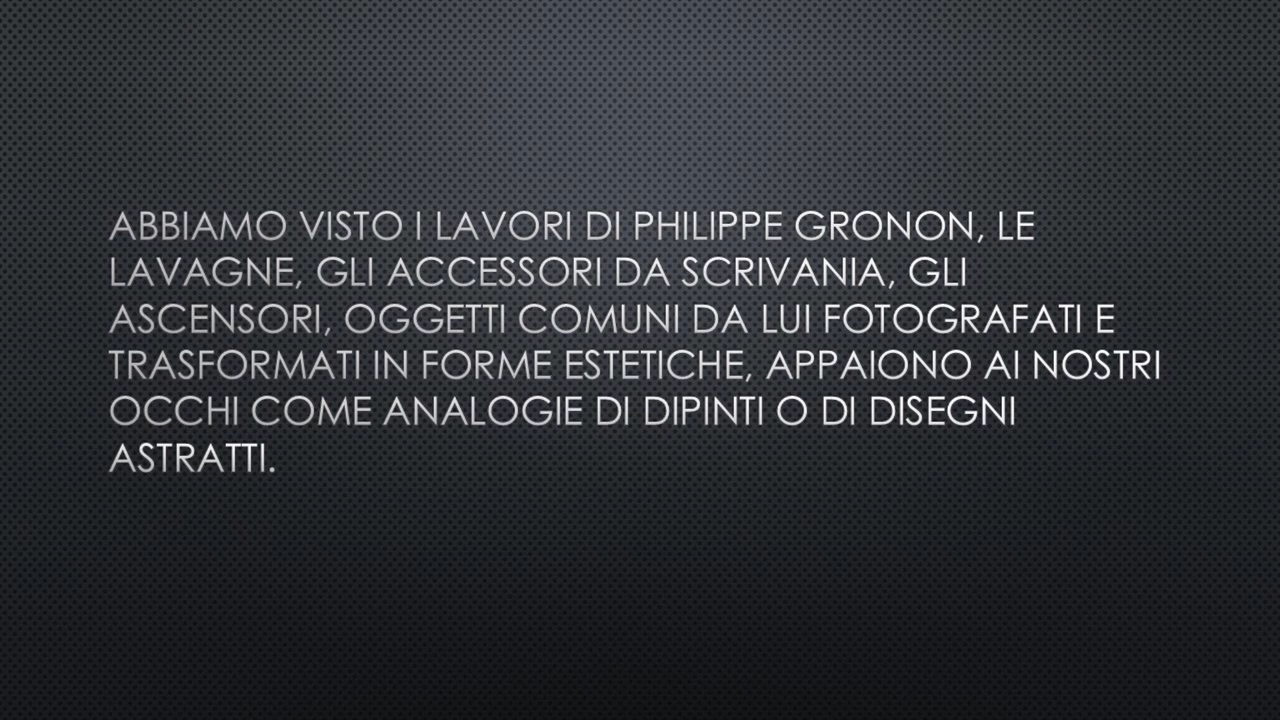 ABBIAMO VISTO I LAVORI DI PHILIPPE GRONON, LE
LAVAGNE, GLI ACCESSORI DA SCRIVANIA, GLI
ASCENSORI, OGGETTI COMUNI DA LUI FOTOGRAFATI E
TRASFORMATI IN FORME ESTETICHE, APPAIONO AI NOSTRI
OCCHI COME ANALOGIE DI DIPINTI O DI DISEGNI
ASTRATTI.